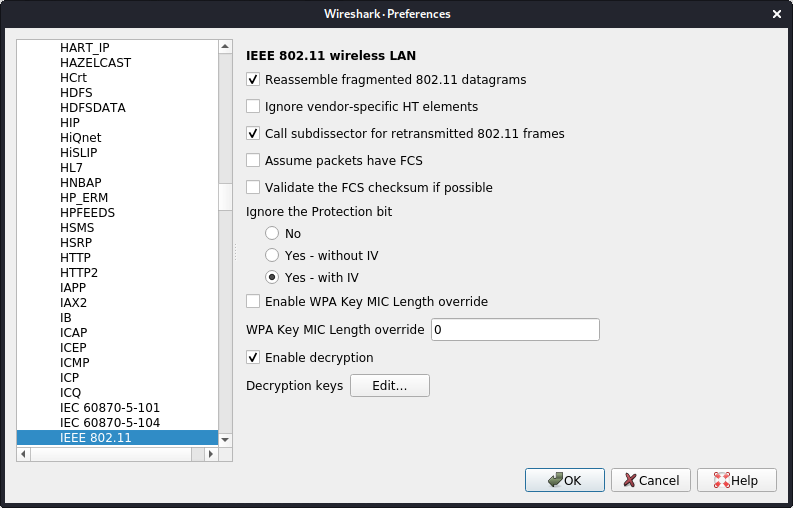 Wireshark · Preferences
HART_IP
HAZELCAST
HCrt
HDFS
HDFSDATA
HIP
HiQnet
HiSLIP
HL7
HNBAP
HP_ERM
HPFEEDS
HSMS
HSRP
HTTP
HTTP2
IAPP
IAX2
IB
ICAP
ICEP
ICMP
ICP
ICQ
IEC 60870-5-101
IEC 60870-5-104
IEEE 802.11
IEEE 802.11 wireless LAN
Reassemble fragmented 802.11 datagrams
Ignore vendor-specific HT elements
Call subdissector for retransmitted 802.11 frames
Assume packets have FCS
Validate the FCS checksum if possible
Ignore the Protection bit
No
Yes - without IV
Yes - with IV
Enable WPA Key MIC Length override
WPA Key MIC Length override 0
Enable decryption
Decryption keys Edit...
OK Cancel Help